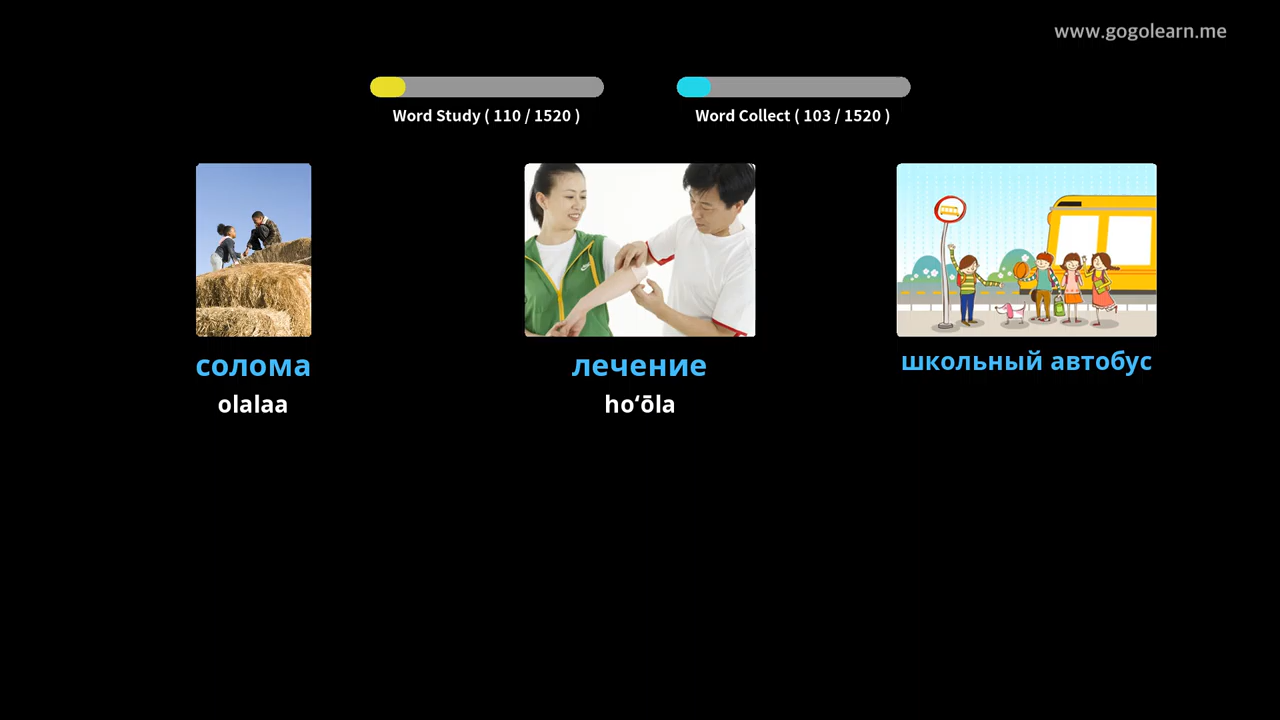 www.gogolearn.me
Word Study ( 110 / 1520 )
Word Collect ( 103 / 1520 )
солома
лечение
школьный автобус
olalaa
hoʻōla